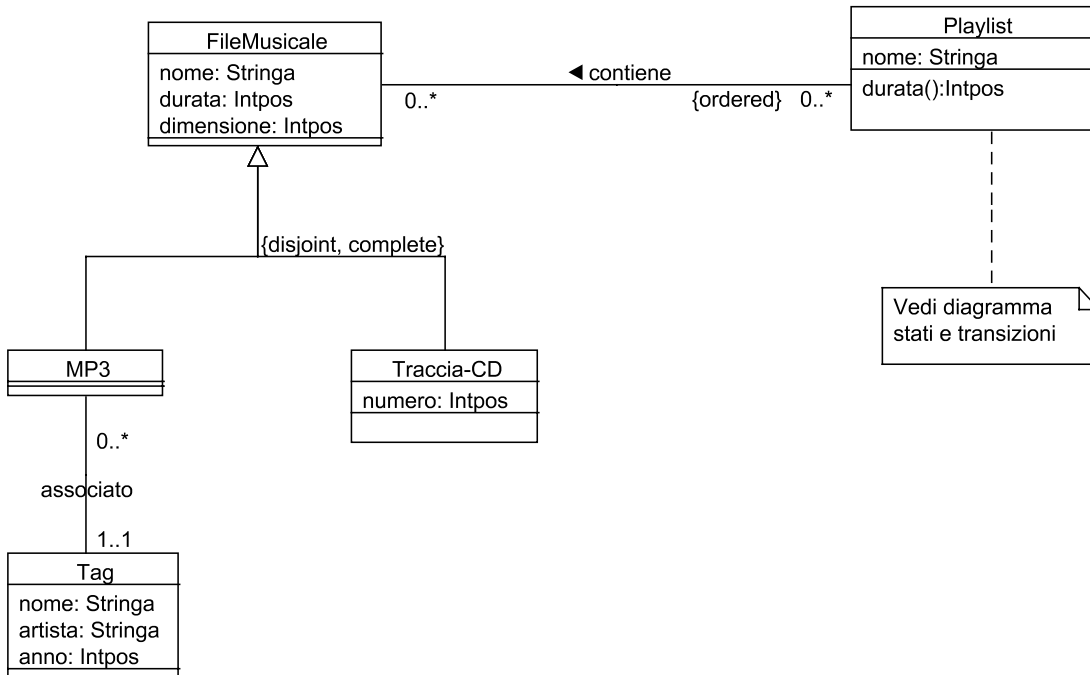 FileMusicale
nome: Stringa
durata: Intpos
dimensione: Intpos
0..*
◄ contiene
{ordered} 0..*
Playlist
nome: Stringa
durata():Intpos
{disjoint, complete}
Vedi diagramma
stati e transizioni
MP3
Traccia-CD
numero: Intpos
0..*
associato
1..1
Tag
nome: Stringa
artista: Stringa
anno: Intpos